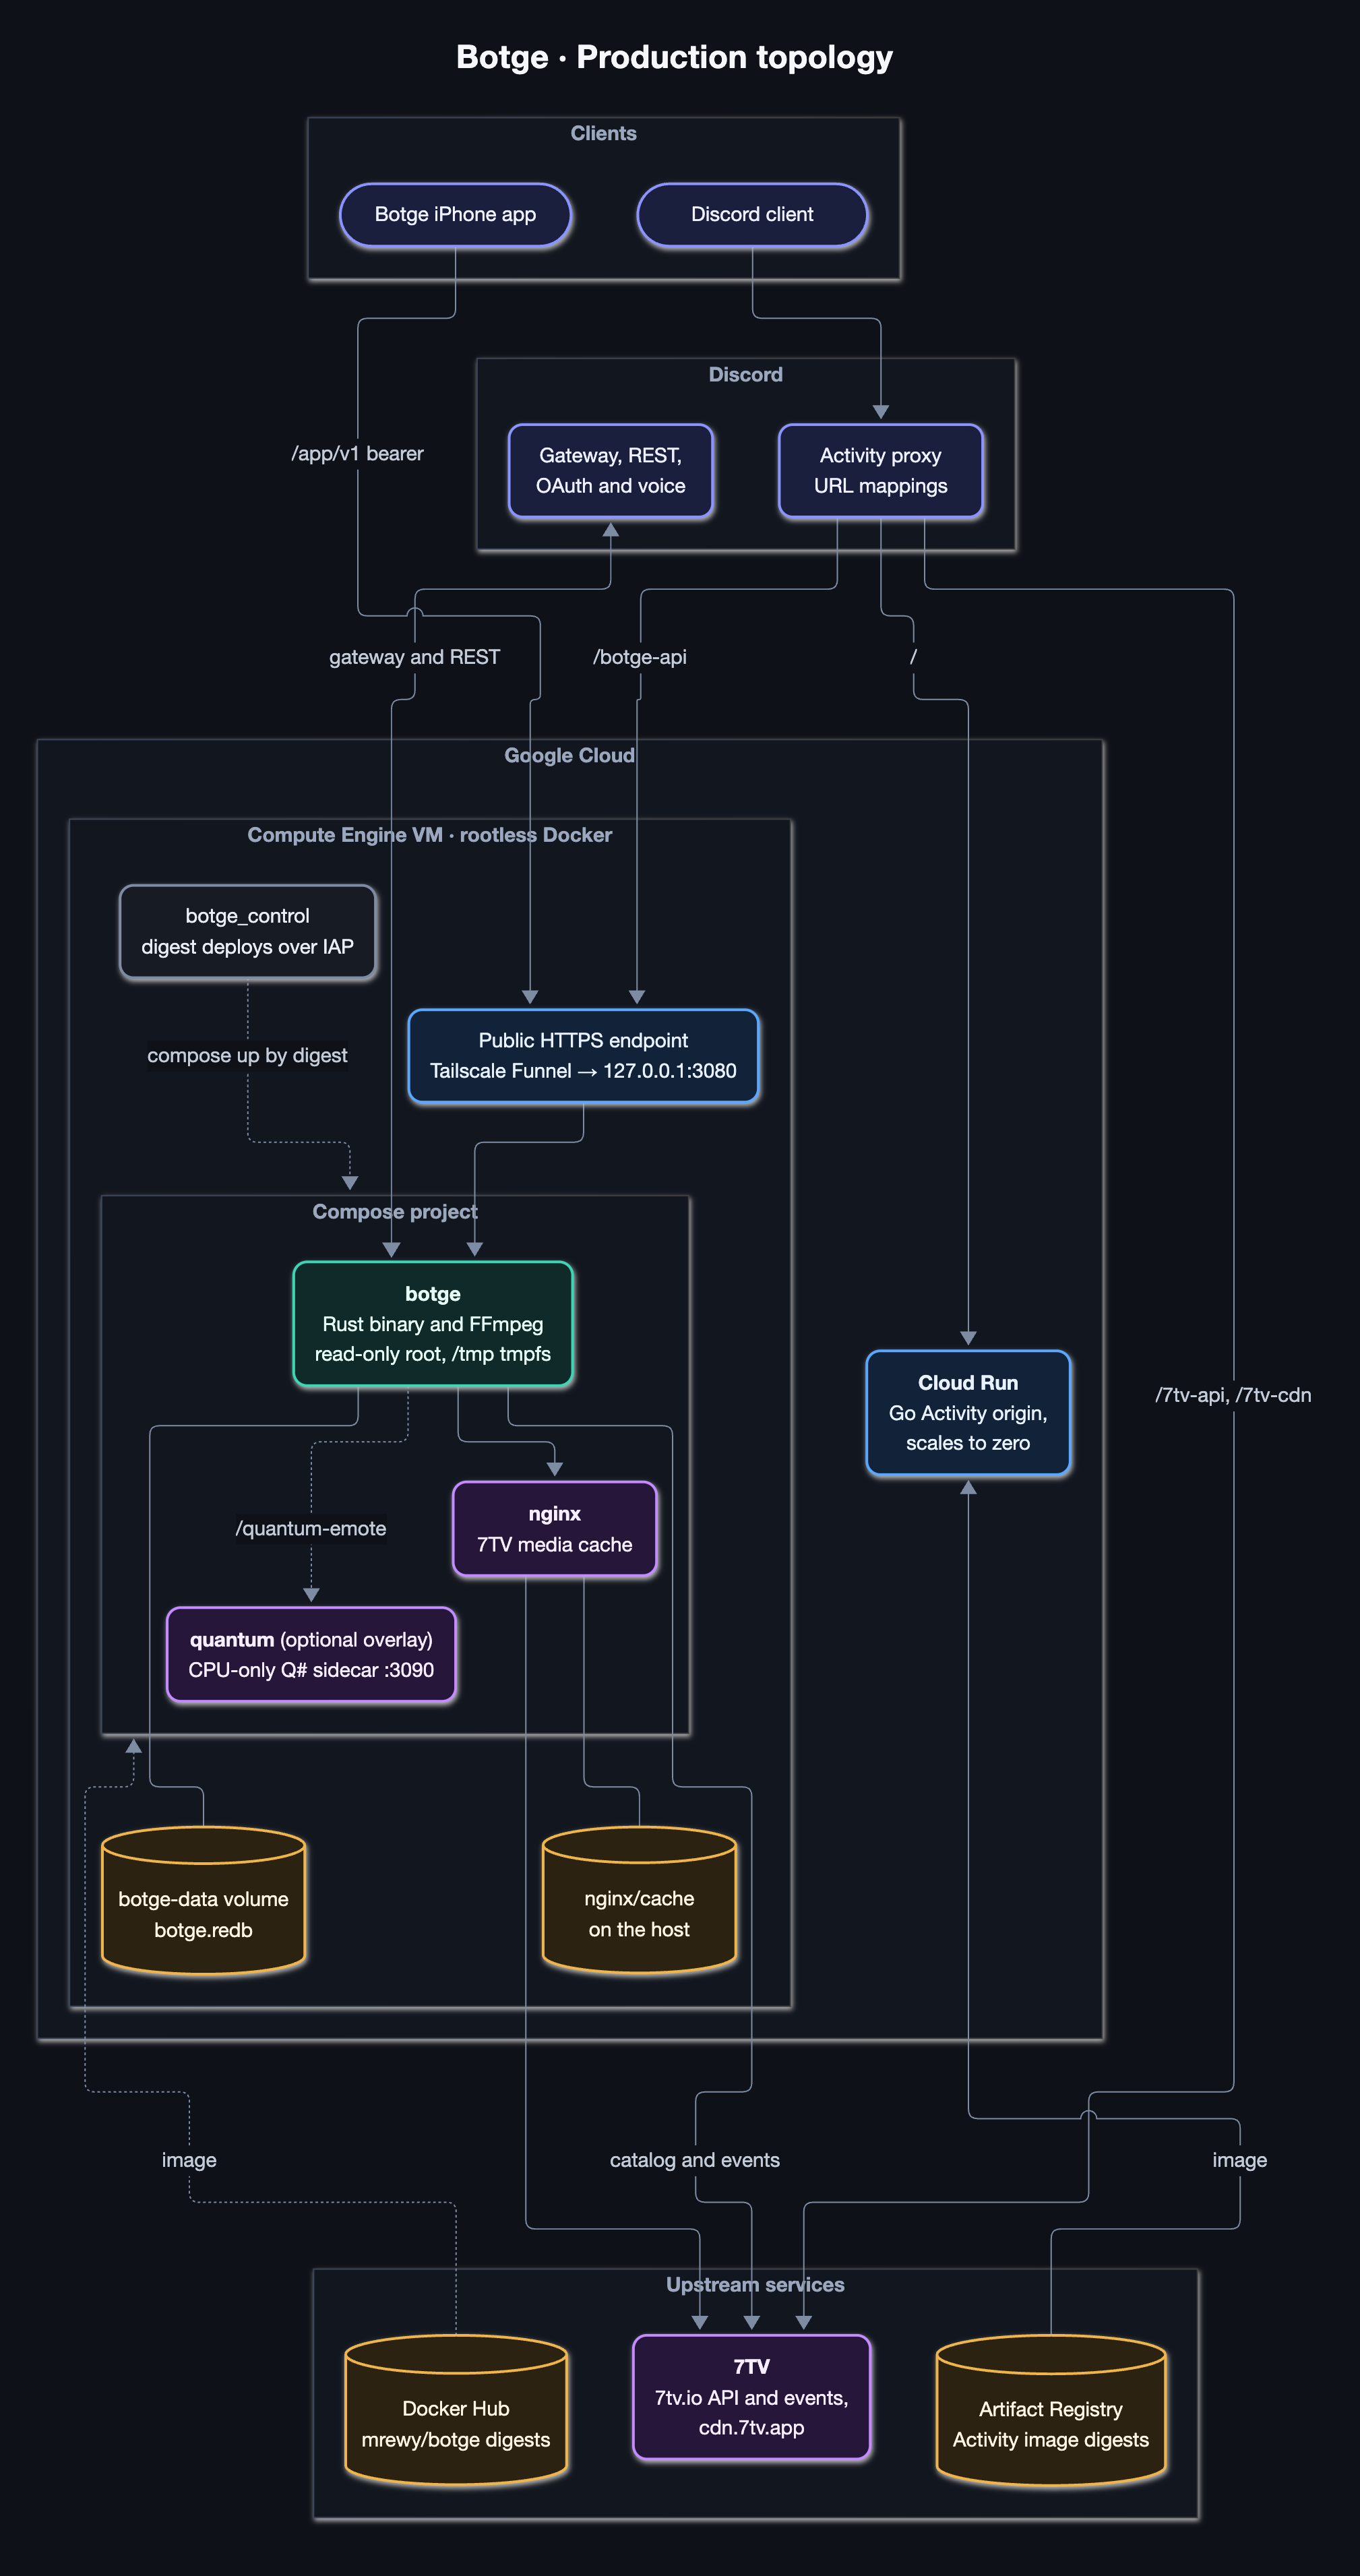 Botge · Production topology
Clients
Botge iPhone app
Discord client
Discord
/app/v1 bearer
Gateway, REST,
OAuth and voice
Activity proxy
URL mappings
gateway and REST
/botge-api
/
Google Cloud
Compute Engine VM · rootless Docker
botge_control
digest deploys over IAP
Public HTTPS endpoint
Tailscale Funnel → 127.0.0.1:3080
compose up by digest
Compose project
botge
Rust binary and FFmpeg
read-only root, /tmp tmpfs
Cloud Run
Go Activity origin,
scales to zero
/7tv-api, /7tv-cdn
nginx
7TV media cache
/quantum-emote
quantum (optional overlay)
CPU-only Q# sidecar :3090
botge-data volume
botge.redb
nginx/cache
on the host
image
catalog and events
image
Upstream services
Docker Hub
mrewy/botge digests
7TV
7tv.io API and events,
cdn.7tv.app
Artifact Registry
Activity image digests